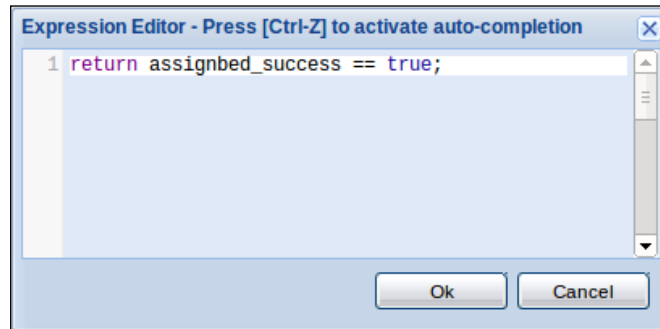 Expression Editor - Press [Ctrl-Z] to activate auto-completion
1 return assignbed_success == true;
Ok Cancel